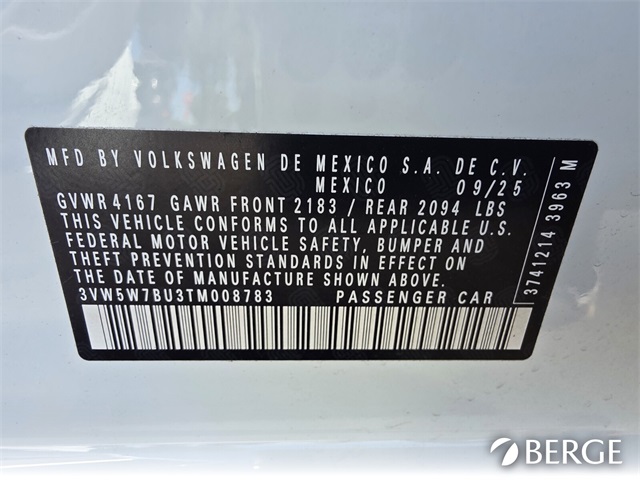 MFD BY VOLKSWAGEN DE MEXICO S.A. DE C.V.
MEXICO 09/25
GVWR 4167 GAWR FRONT 2183 / REAR 2094 LBS
THIS VEHICLE CONFORMS TO ALL APPLICABLE U.S.
FEDERAL MOTOR VEHICLE SAFETY, BUMPER AND
THEFT PREVENTION STANDARDS IN EFFECT ON
THE DATE OF MANUFACTURE SHOWN ABOVE.
3VW5W7BU3TM008783 PASSENGER CAR
3741214 3963 M
BERGE